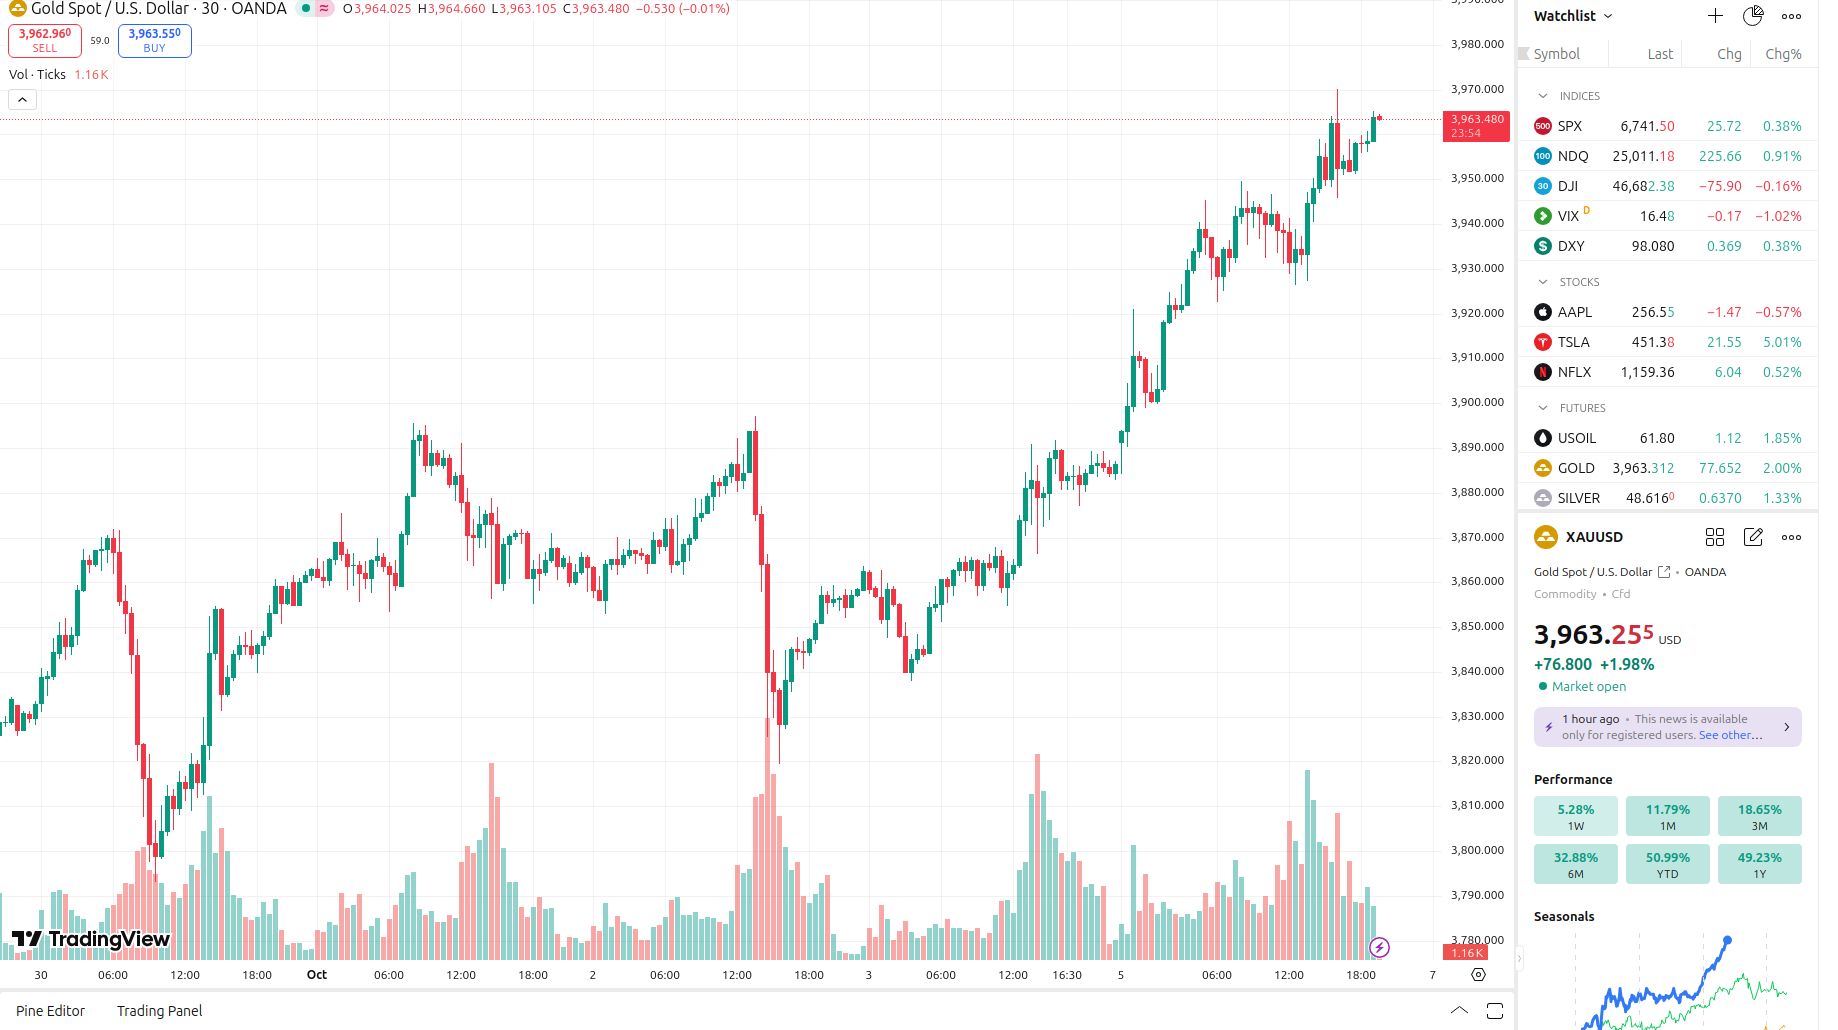 Gold Spot / U.S. Dollar · 30 · OANDA O3,964.025 H3,964.660 L3,963.105 C3,963.480 −0.530 (−0.01%)
3,962.960 SELL 59.0 3,963.550 BUY
Vol · Ticks 1.16 K
3,990.000
3,980.000
3,970.000
3,963.480
23:54
3,950.000
3,940.000
3,930.000
3,920.000
3,910.000
3,900.000
3,890.000
3,880.000
3,870.000
3,860.000
3,850.000
3,840.000
3,830.000
3,820.000
3,810.000
3,800.000
3,790.000
3,780.000
1.16 K
TradingView
30 06:00 12:00 18:00 Oct 06:00 12:00 18:00 2 06:00 12:00 18:00 3 06:00 12:00 16:30 5 06:00 12:00 18:00 7
Pine Editor Trading Panel
Watchlist
Symbol Last Chg Chg%
INDICES
500 SPX 6,741.50 25.72 0.38%
100 NDQ 25,011.18 225.66 0.91%
30 DJI 46,682.38 −75.90 −0.16%
VIX D 16.48 −0.17 −1.02%
$ DXY 98.080 0.369 0.38%
STOCKS
AAPL 256.55 −1.47 −0.57%
TSLA 451.38 21.55 5.01%
N NFLX 1,159.36 6.04 0.52%
FUTURES
USOIL 61.80 1.12 1.85%
GOLD 3,963.312 77.652 2.00%
SILVER 48.6160 0.6370 1.33%
XAUUSD
Gold Spot / U.S. Dollar • OANDA
Commodity • Cfd
3,963.255 USD
+76.800 +1.98%
Market open
1 hour ago • This news is available
only for registered users. See other…
Performance
5.28% 11.79% 18.65%
1W 1M 3M
32.88% 50.99% 49.23%
6M YTD 1Y
Seasonals